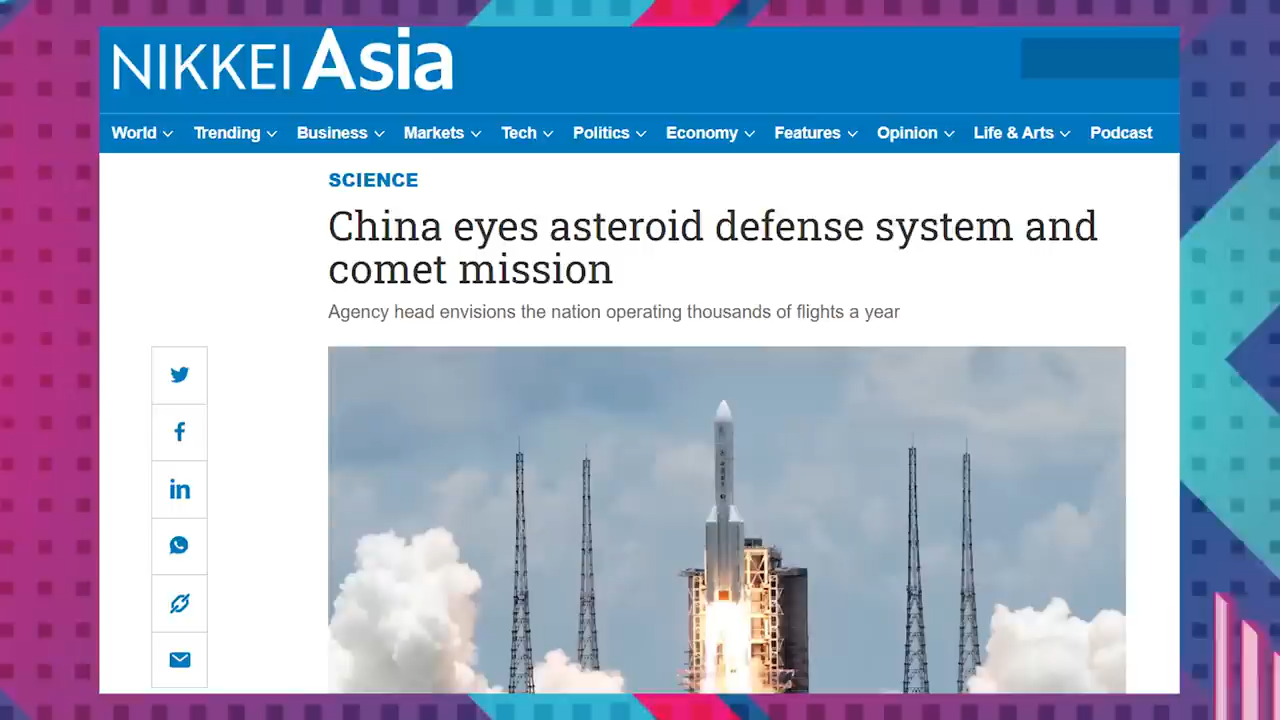 NIKKEI Asia
World Trending Business Markets Tech Politics Economy Features Opinion Life & Arts Podcast
SCIENCE
China eyes asteroid defense system and
comet mission
Agency head envisions the nation operating thousands of flights a year